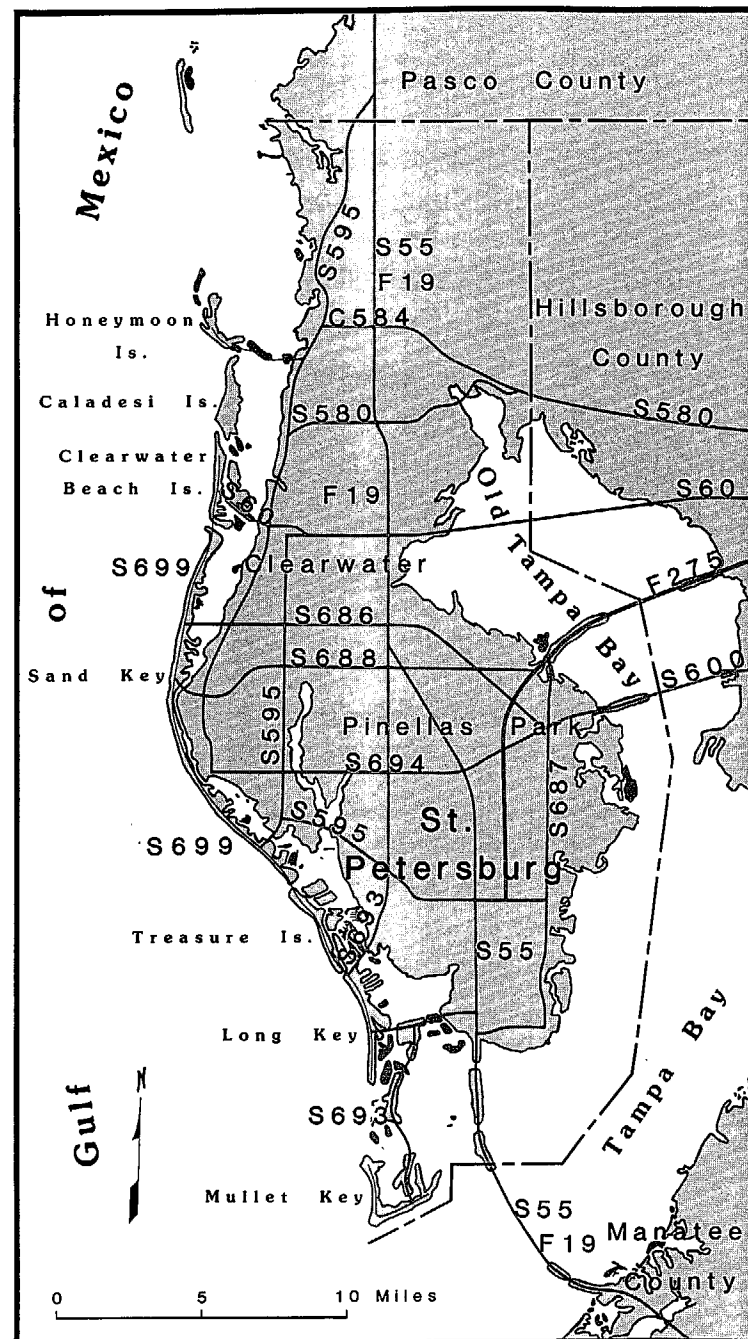 Pasco County
Mexico
S595
S55
F19
Honeymoon
Is.
C584
Hillsborough
County
Caladesi Is.
S580
S580
Clearwater
Beach Is.
S60
F19
Old Tampa Bay
S60
S699
Clearwater
F275
of
S686
S688
Sand Key
S600
S595
Pinellas Park
S694
S687
S595
St.
Petersburg
S699
S693
Treasure Is.
S55
Long Key
Tampa Bay
N
S693
Gulf
Mullet Key
S55
F19
Manatee
County
0 5 10 Miles